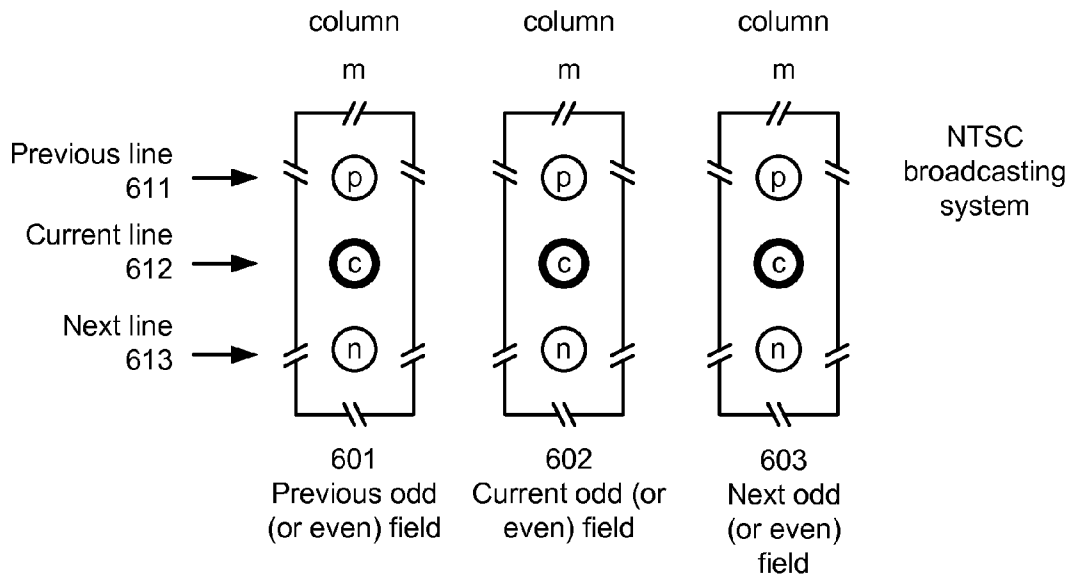 column column column
m m m
Previous line
611
p p p
NTSC
broadcasting
system
Current line
612
c c c
Next line
613
n n n
601
Previous odd
(or even) field
602
Current odd (or
even) field
603
Next odd
(or even)
field